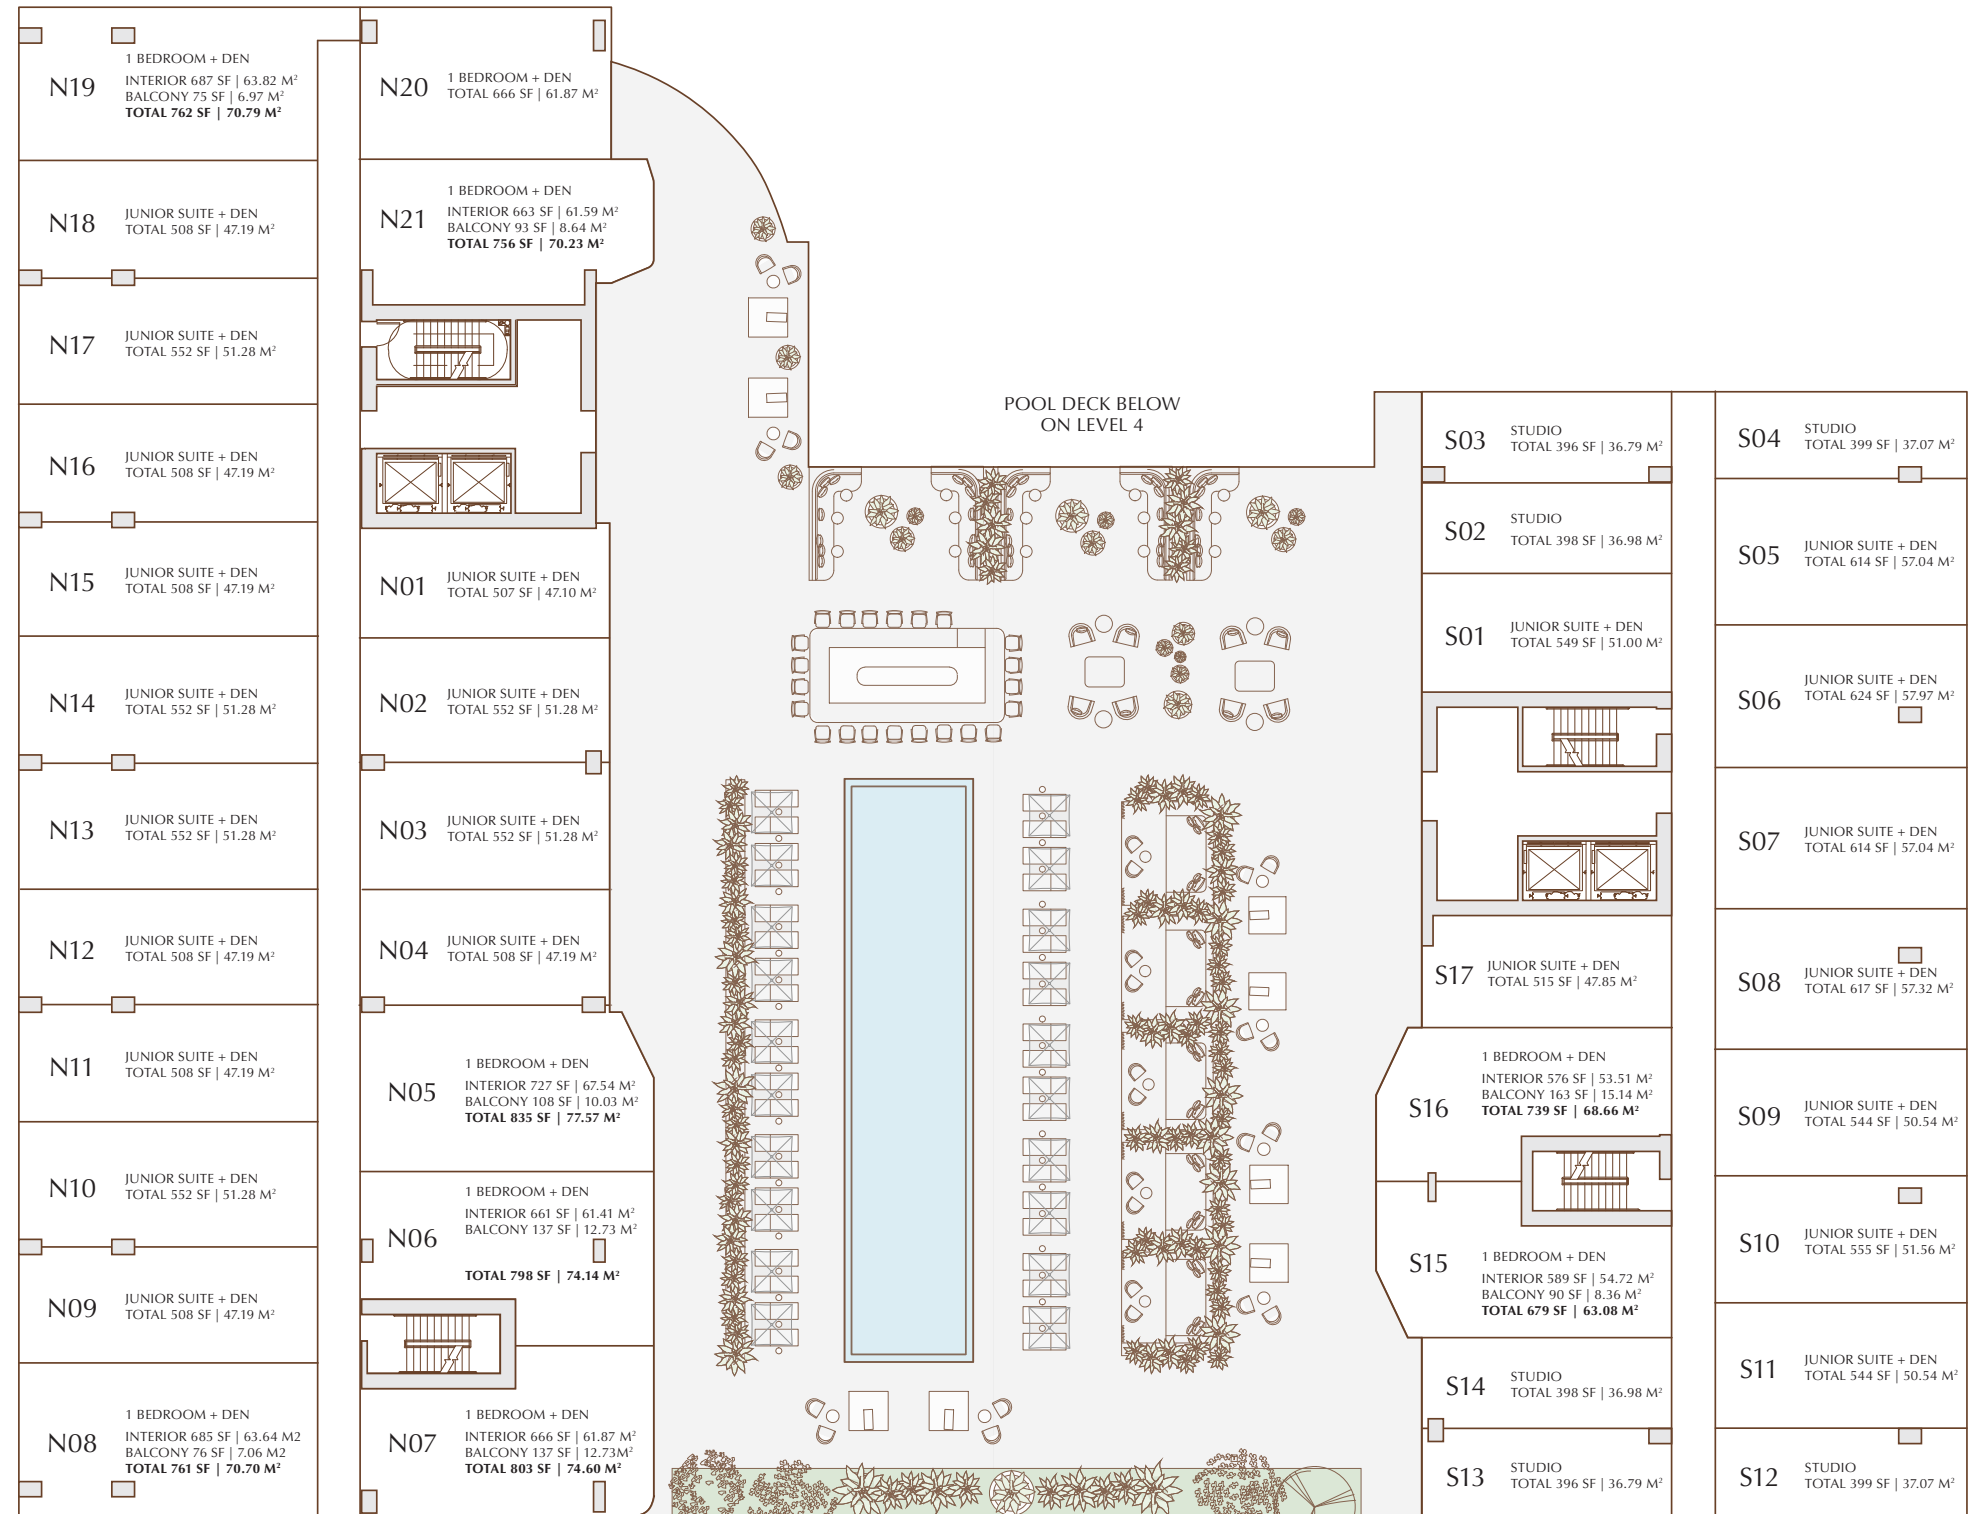 N19
1 BEDROOM + DEN
INTERIOR 687 SF | 63.82 M²
BALCONY 75 SF | 6.97 M²
TOTAL 762 SF | 70.79 M²
N20
1 BEDROOM + DEN
TOTAL 666 SF | 61.87 M²
N18
JUNIOR SUITE + DEN
TOTAL 508 SF | 47.19 M²
N21
1 BEDROOM + DEN
INTERIOR 663 SF | 61.59 M²
BALCONY 93 SF | 8.64 M²
TOTAL 756 SF | 70.23 M²
N17
JUNIOR SUITE + DEN
TOTAL 552 SF | 51.28 M²
N16
JUNIOR SUITE + DEN
TOTAL 508 SF | 47.19 M²
N15
JUNIOR SUITE + DEN
TOTAL 508 SF | 47.19 M²
N01
JUNIOR SUITE + DEN
TOTAL 507 SF | 47.10 M²
N14
JUNIOR SUITE + DEN
TOTAL 552 SF | 51.28 M²
N02
JUNIOR SUITE + DEN
TOTAL 552 SF | 51.28 M²
N13
JUNIOR SUITE + DEN
TOTAL 552 SF | 51.28 M²
N03
JUNIOR SUITE + DEN
TOTAL 552 SF | 51.28 M²
N12
JUNIOR SUITE + DEN
TOTAL 508 SF | 47.19 M²
N04
JUNIOR SUITE + DEN
TOTAL 508 SF | 47.19 M²
N11
JUNIOR SUITE + DEN
TOTAL 508 SF | 47.19 M²
N05
1 BEDROOM + DEN
INTERIOR 727 SF | 67.54 M²
BALCONY 108 SF | 10.03 M²
TOTAL 835 SF | 77.57 M²
N10
JUNIOR SUITE + DEN
TOTAL 552 SF | 51.28 M²
N06
1 BEDROOM + DEN
INTERIOR 661 SF | 61.41 M²
BALCONY 137 SF | 12.73 M²
TOTAL 798 SF | 74.14 M²
N09
JUNIOR SUITE + DEN
TOTAL 508 SF | 47.19 M²
N08
1 BEDROOM + DEN
INTERIOR 685 SF | 63.64 M2
BALCONY 76 SF | 7.06 M2
TOTAL 761 SF | 70.70 M²
N07
1 BEDROOM + DEN
INTERIOR 666 SF | 61.87 M²
BALCONY 137 SF | 12.73M²
TOTAL 803 SF | 74.60 M²
POOL DECK BELOW
ON LEVEL 4
S03
STUDIO
TOTAL 396 SF | 36.79 M²
S04
STUDIO
TOTAL 399 SF | 37.07 M²
S02
STUDIO
TOTAL 398 SF | 36.98 M²
S05
JUNIOR SUITE + DEN
TOTAL 614 SF | 57.04 M²
S01
JUNIOR SUITE + DEN
TOTAL 549 SF | 51.00 M²
S06
JUNIOR SUITE + DEN
TOTAL 624 SF | 57.97 M²
S07
JUNIOR SUITE + DEN
TOTAL 614 SF | 57.04 M²
S17
JUNIOR SUITE + DEN
TOTAL 515 SF | 47.85 M²
S08
JUNIOR SUITE + DEN
TOTAL 617 SF | 57.32 M²
S16
1 BEDROOM + DEN
INTERIOR 576 SF | 53.51 M²
BALCONY 163 SF | 15.14 M²
TOTAL 739 SF | 68.66 M²
S09
JUNIOR SUITE + DEN
TOTAL 544 SF | 50.54 M²
S15
1 BEDROOM + DEN
INTERIOR 589 SF | 54.72 M²
BALCONY 90 SF | 8.36 M²
TOTAL 679 SF | 63.08 M²
S10
JUNIOR SUITE + DEN
TOTAL 555 SF | 51.56 M²
S14
STUDIO
TOTAL 398 SF | 36.98 M²
S11
JUNIOR SUITE + DEN
TOTAL 544 SF | 50.54 M²
S13
STUDIO
TOTAL 396 SF | 36.79 M²
S12
STUDIO
TOTAL 399 SF | 37.07 M²